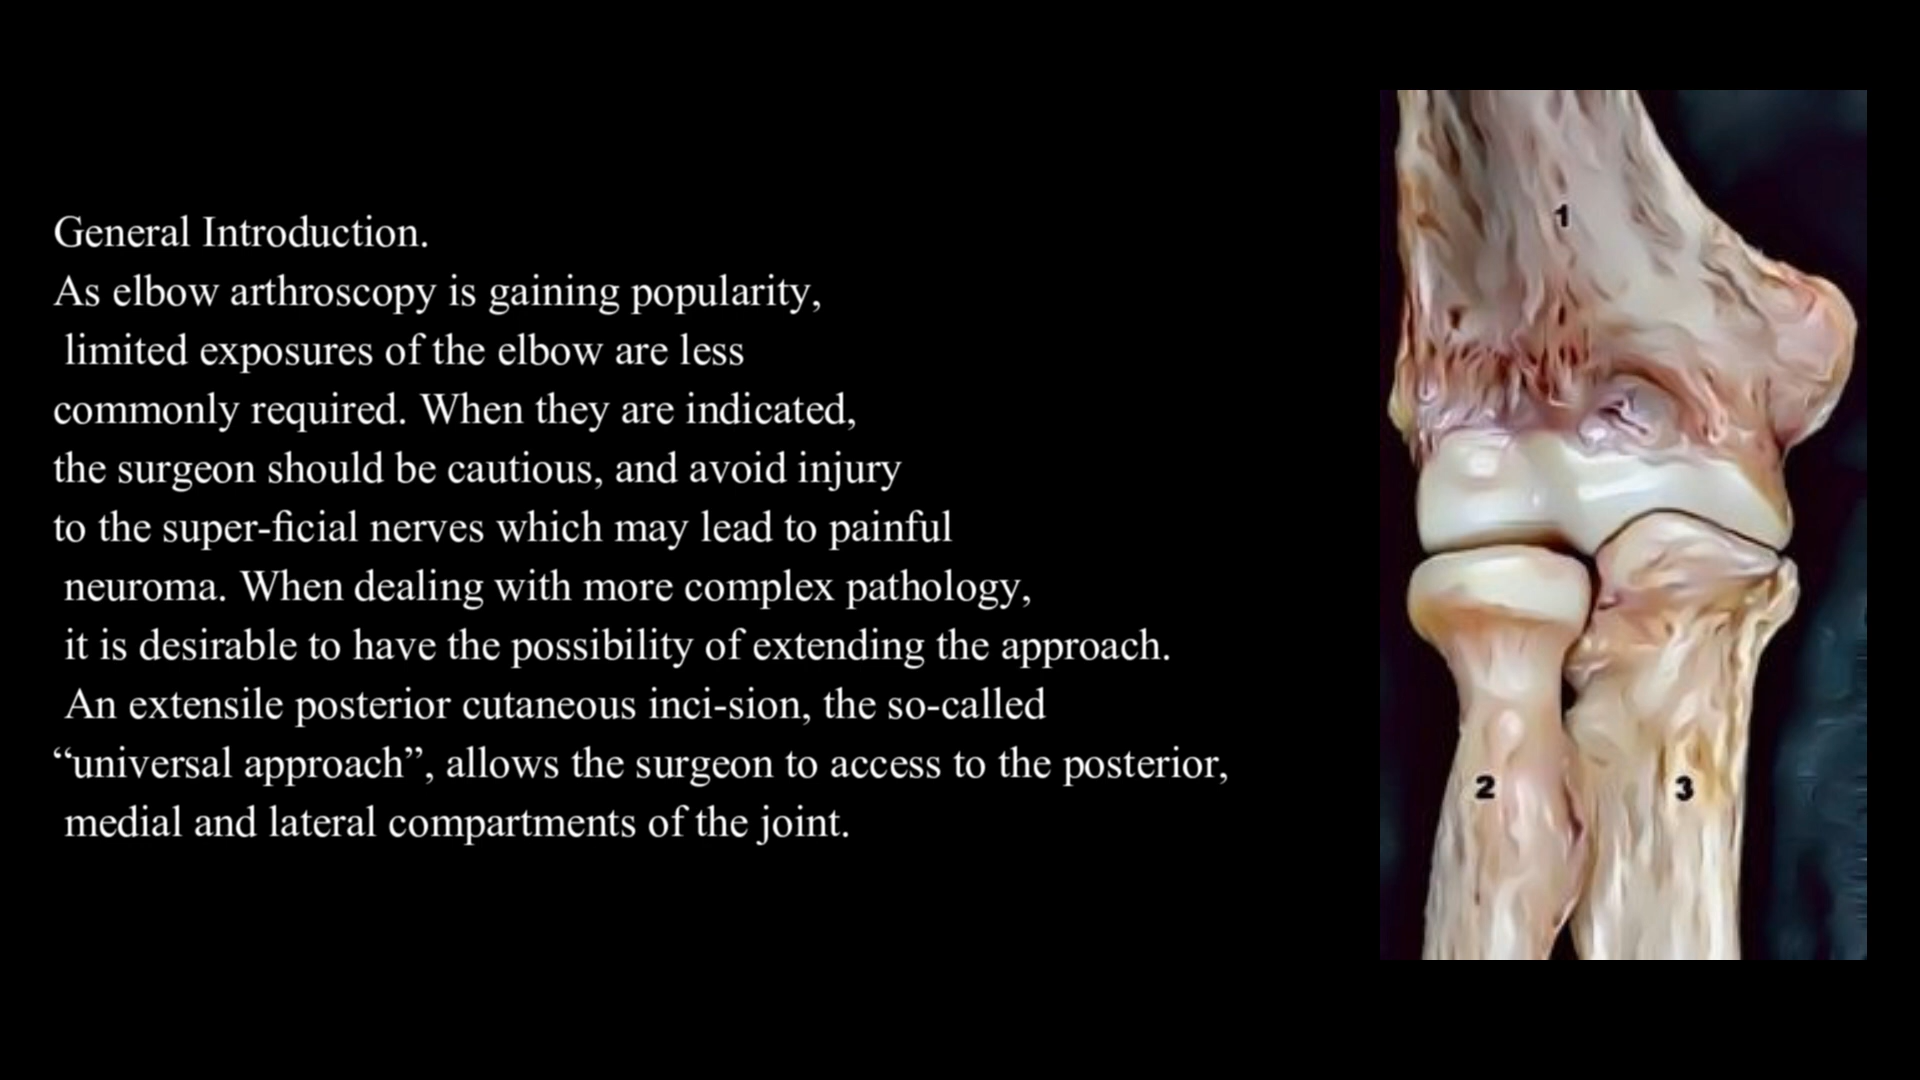 General Introduction.
As elbow arthroscopy is gaining popularity,
limited exposures of the elbow are less
commonly required. When they are indicated,
the surgeon should be cautious, and avoid injury
to the super-ficial nerves which may lead to painful
neuroma. When dealing with more complex pathology,
it is desirable to have the possibility of extending the approach.
An extensile posterior cutaneous inci-sion, the so-called
“universal approach”, allows the surgeon to access to the posterior,
medial and lateral compartments of the joint.
1
2
3